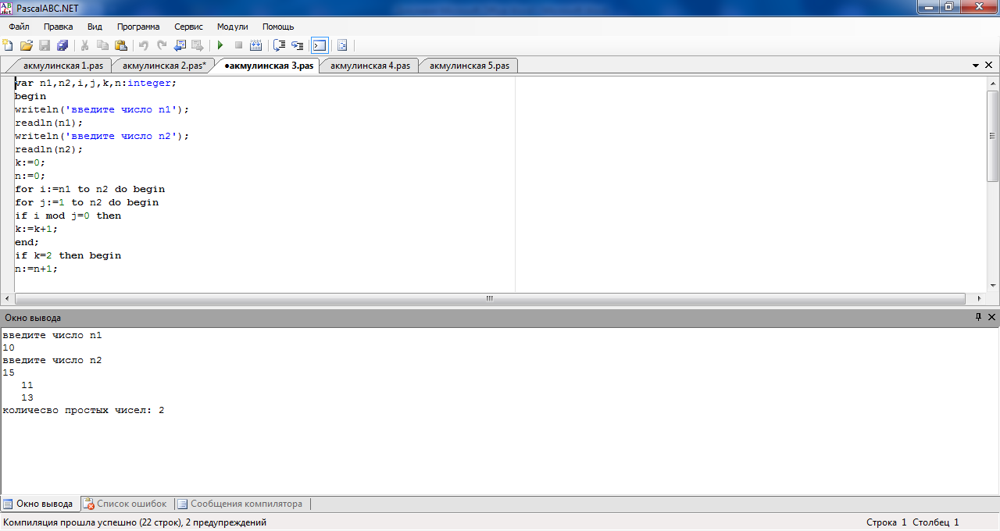 PascalABC.NET
Файл Правка Вид Программа Сервис Модули Помощь
акмулинская 1.pas акмулинская 2.pas* •акмулинская 3.pas акмулинская 4.pas акмулинская 5.pas
var n1,n2,i,j,k,n:integer;
begin
writeln('введите число n1');
readln(n1);
writeln('введите число n2');
readln(n2);
k:=0;
n:=0;
for i:=n1 to n2 do begin
for j:=1 to n2 do begin
if i mod j=0 then
k:=k+1;
end;
if k=2 then begin
n:=n+1;
Окно вывода
введите число n1
10
введите число n2
15
11
13
количесво простых чисел: 2
Окно вывода Список ошибок Сообщения компилятора
Компиляция прошла успешно (22 строк), 2 предупреждений Строка 1 Столбец 1